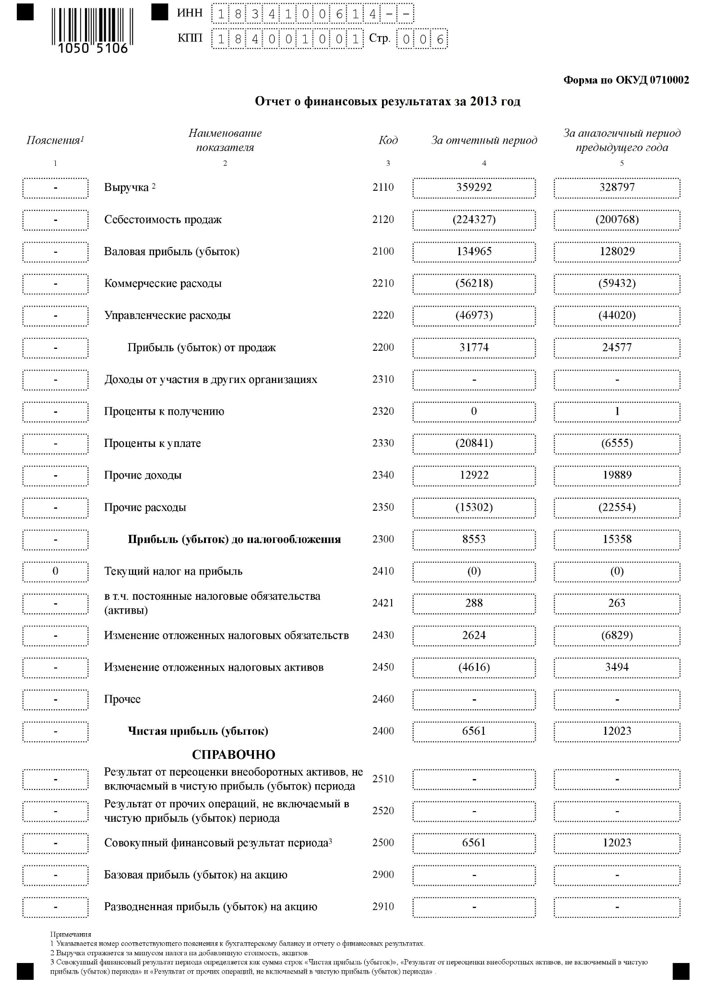 ИНН 1834100614--
КПП 184001001 Стр. 006
1050 5106
Форма по ОКУД 0710002
Отчет о финансовых результатах за 2013 год
Пояснения1 Наименование показателя Код За отчетный период За аналогичный период предыдущего года
1 2 3 4 5
- Выручка 2 2110 359292 328797
- Себестоимость продаж 2120 (224327) (200768)
- Валовая прибыль (убыток) 2100 134965 128029
- Коммерческие расходы 2210 (56218) (59432)
- Управленческие расходы 2220 (46973) (44020)
- Прибыль (убыток) от продаж 2200 31774 24577
- Доходы от участия в других организациях 2310 - -
- Проценты к получению 2320 0 1
- Проценты к уплате 2330 (20841) (6555)
- Прочие доходы 2340 12922 19889
- Прочие расходы 2350 (15302) (22554)
- Прибыль (убыток) до налогообложения 2300 8553 15358
0 Текущий налог на прибыль 2410 (0) (0)
- в т.ч. постоянные налоговые обязательства (активы) 2421 288 263
- Изменение отложенных налоговых обязательств 2430 2624 (6829)
- Изменение отложенных налоговых активов 2450 (4616) 3494
- Прочее 2460 - -
- Чистая прибыль (убыток) 2400 6561 12023
СПРАВОЧНО
- Результат от переоценки внеоборотных активов, не включаемый в чистую прибыль (убыток) периода 2510 - -
- Результат от прочих операций, не включаемый в чистую прибыль (убыток) периода 2520 - -
- Совокупный финансовый результат периода3 2500 6561 12023
- Базовая прибыль (убыток) на акцию 2900 - -
- Разводненная прибыль (убыток) на акцию 2910 - -
Примечания
1 Указывается номер соответствующего пояснения к бухгалтерскому балансу и отчету о финансовых результатах.
2 Выручка отражается за минусом налога на добавленную стоимость, акцизов.
3 Совокупный финансовый результат периода определяется как сумма строк «Чистая прибыль (убыток)», «Результат от переоценки внеоборотных активов, не включаемый в чистую
прибыль (убыток) периода» и «Результат от прочих операций, не включаемый в чистую прибыль (убыток) периода» .